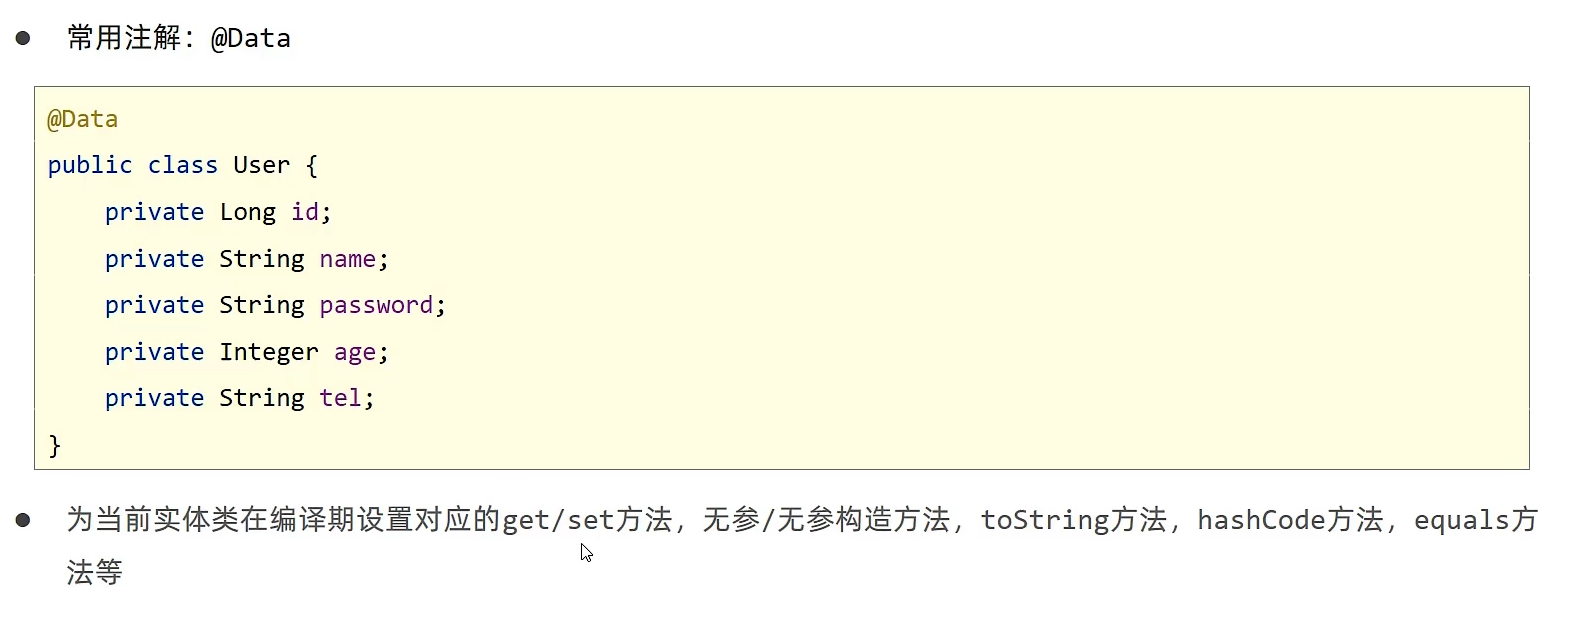 常用注解：@Data
@Data
public class User {
    private Long id;
    private String name;
    private String password;
    private Integer age;
    private String tel;
}
为当前实体类在编译期设置对应的get/set方法，无参/无参构造方法，toString方法，hashCode方法，equals方
法等